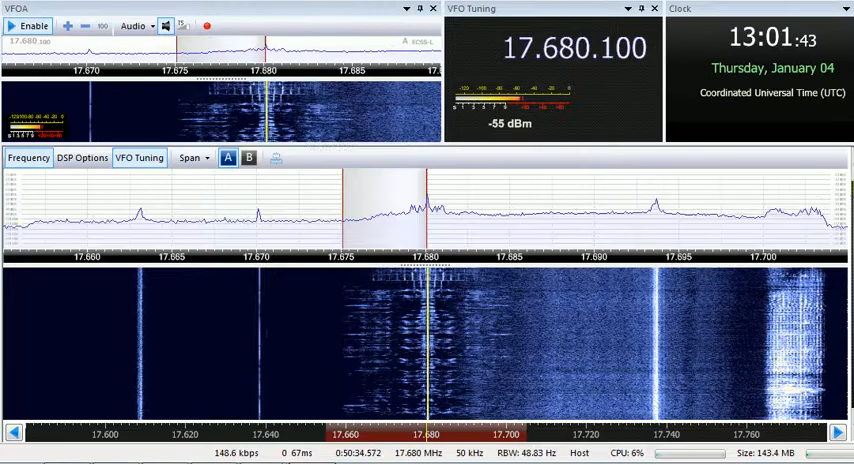 VFOA
Enable 100 Audio
17.680.100 A ECSS-L
17.670 17.675 17.680 17.685
VFO Tuning
17.680.100
-55 dBm
Clock
13:01:43
Thursday, January 04
Coordinated Universal Time (UTC)
Frequency DSP Options VFO Tuning Span A B
17.660 17.665 17.670 17.675 17.680 17.685 17.690 17.695 17.700
17.600 17.620 17.640 17.660 17.680 17.700 17.720 17.740 17.760
148.6 kbps 0 67ms 0:50:34.572 17.680 MHz 50 kHz RBW: 48.83 Hz Host CPU: 6% Size: 143.4 MB